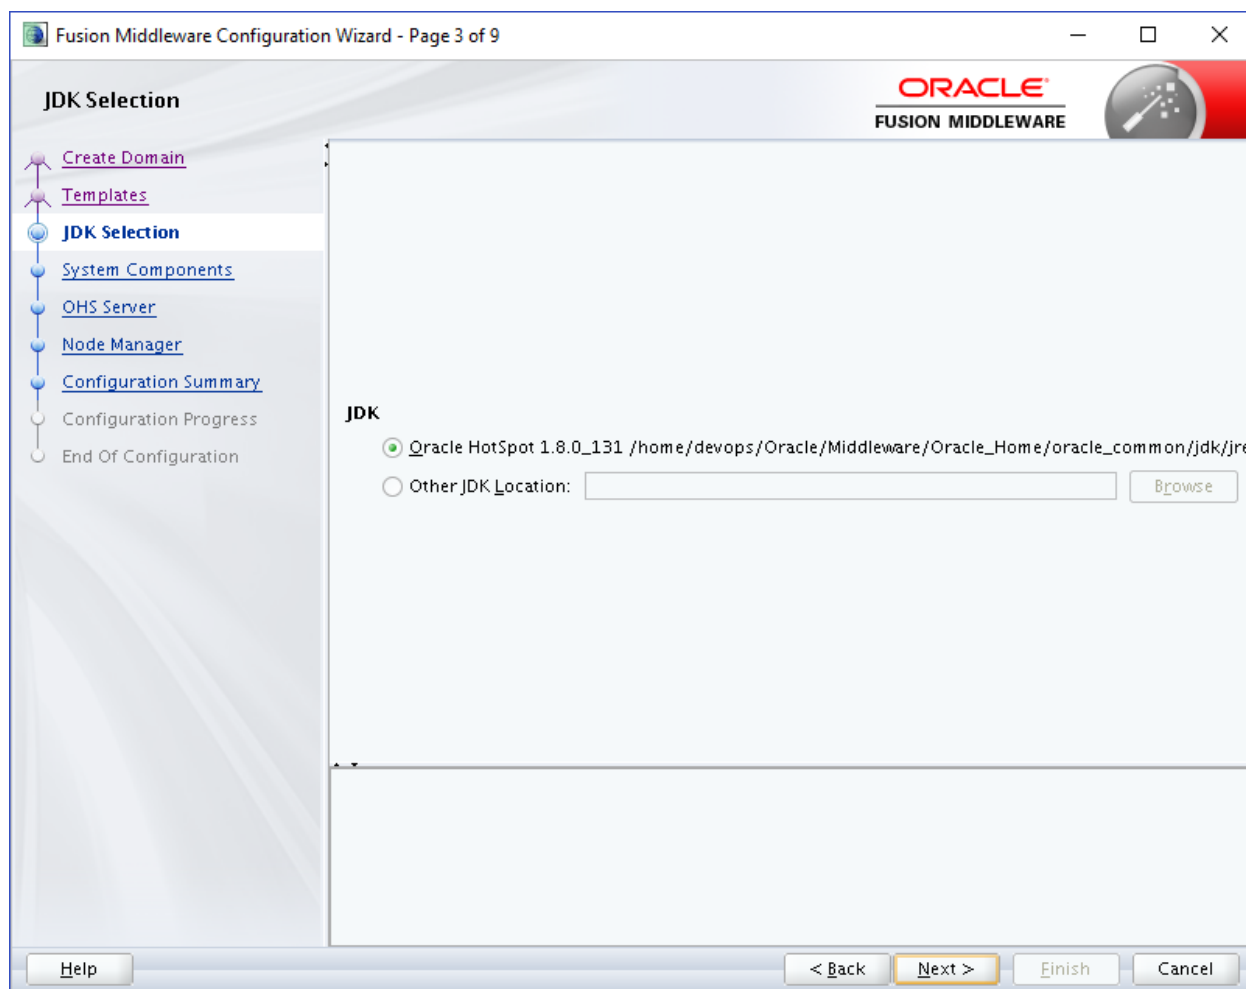 Fusion Middleware Configuration Wizard - Page 3 of 9
JDK Selection
ORACLE
FUSION MIDDLEWARE
Create Domain
Templates
JDK Selection
System Components
OHS Server
Node Manager
Configuration Summary
Configuration Progress
End Of Configuration
JDK
Oracle HotSpot 1.8.0_131 /home/devops/Oracle/Middleware/Oracle_Home/oracle_common/jdk/jre
Other JDK Location:
Browse
Help
< Back
Next >
Finish
Cancel